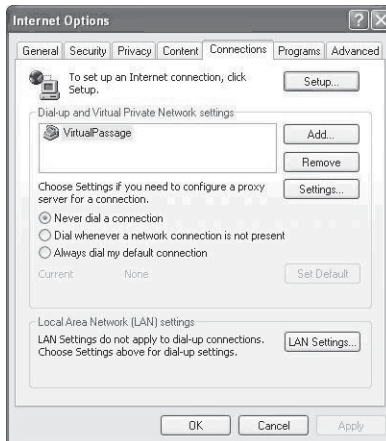 Internet Options
General Security Privacy Content Connections Programs Advanced
To set up an Internet connection, click
Setup.
Setup...
Dial-up and Virtual Private Network settings
VirtualPassage
Add...
Remove
Choose Settings if you need to configure a proxy
server for a connection.
Settings...
Never dial a connection
Dial whenever a network connection is not present
Always dial my default connection
Current None Set Default
Local Area Network (LAN) settings
LAN Settings do not apply to dial-up connections.
Choose Settings above for dial-up settings.
LAN Settings...
OK Cancel Apply